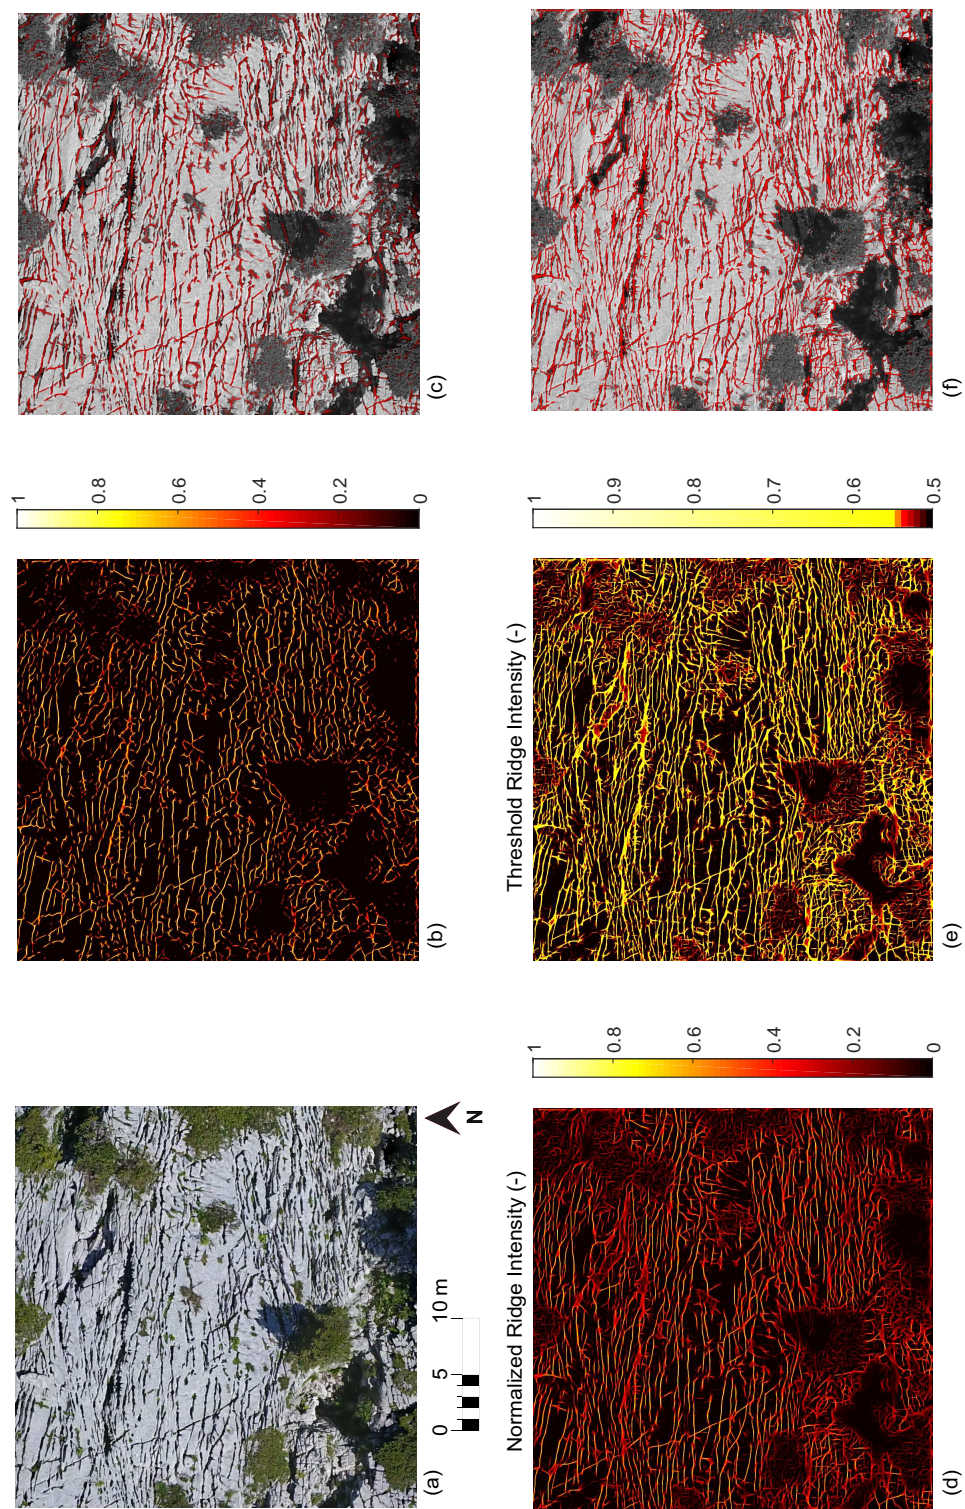 (a)
0 5 10 m
N
(b)
1
0.8
0.6
0.4
0.2
0
(c)
Normalized Ridge Intensity (-)
(d)
1
0.8
0.6
0.4
0.2
0
Threshold Ridge Intensity (-)
(e)
1
0.9
0.8
0.7
0.6
0.5
(f)